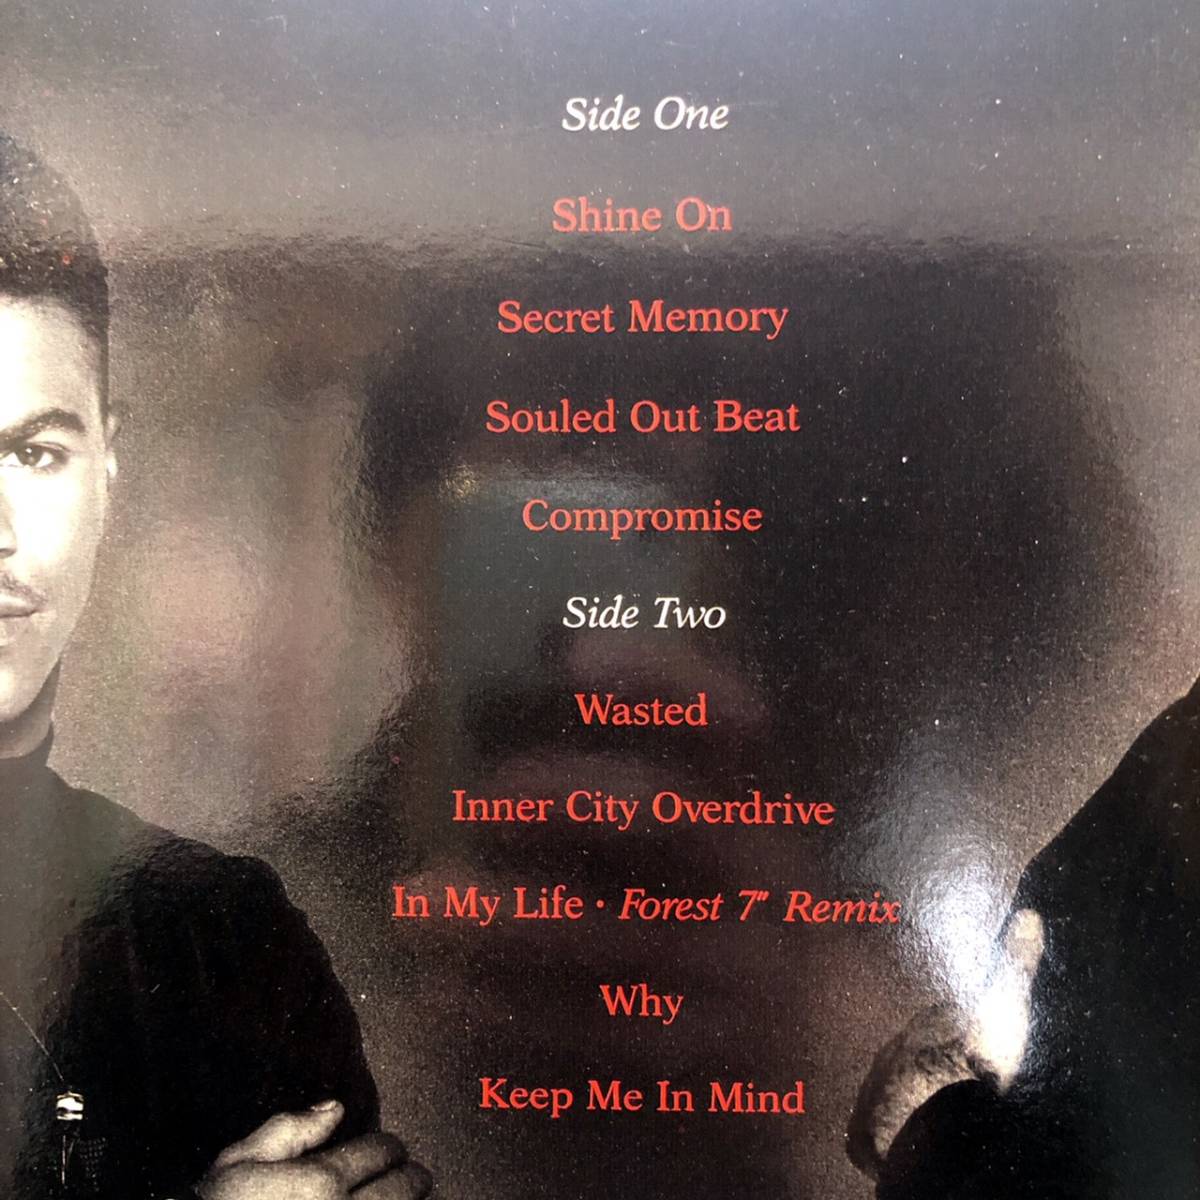 Side One
Shine On
Secret Memory
Souled Out Beat
Compromise
Side Two
Wasted
Inner City Overdrive
In My Life · Forest 7" Remix
Why
Keep Me In Mind